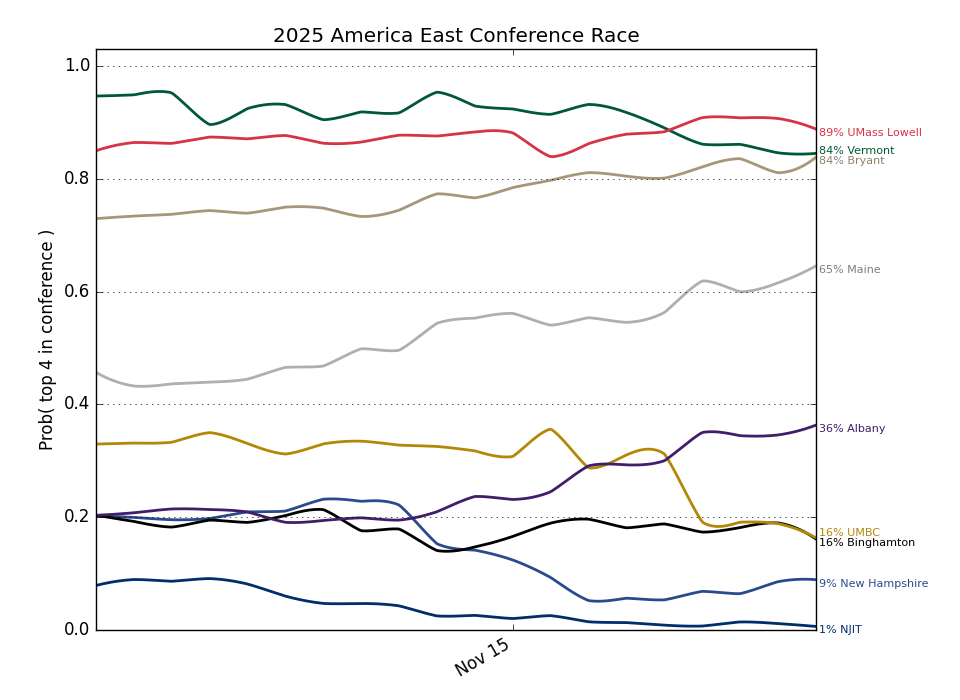 2025 America East Conference Race
Prob( top 4 in conference )
1.0
0.8
0.6
0.4
0.2
0.0
Nov 15
89% UMass Lowell
84% Vermont
84% Bryant
65% Maine
36% Albany
16% UMBC
16% Binghamton
9% New Hampshire
1% NJIT